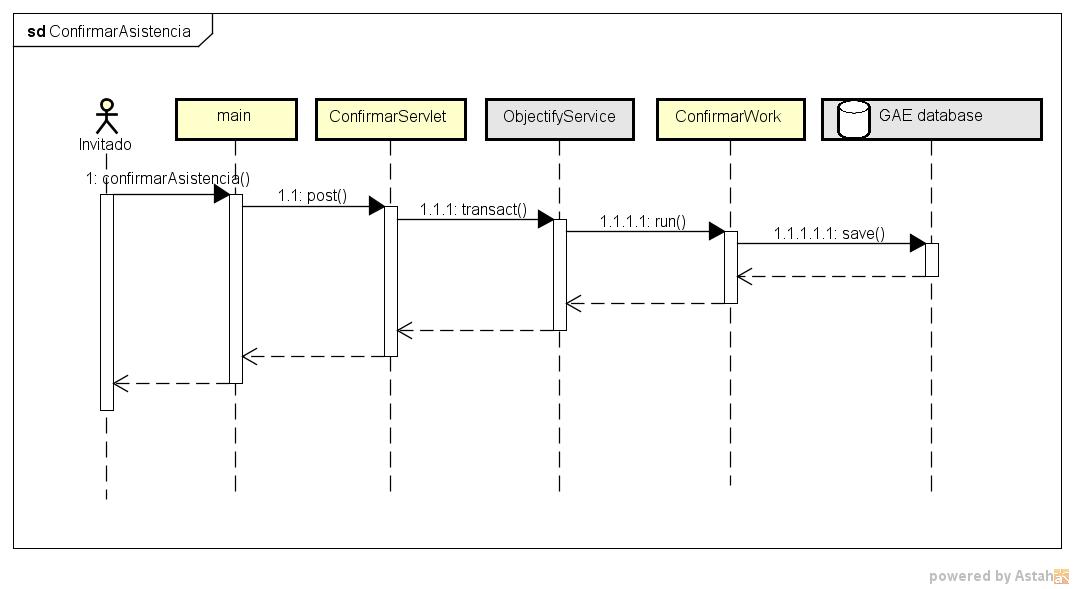 sd ConfirmarAsistencia
main
ConfirmarServlet
ObjectifyService
ConfirmarWork
GAE database
Invitado
1: confirmarAsistencia()
1.1: post()
1.1.1: transact()
1.1.1.1: run()
1.1.1.1.1: save()
powered by Astah